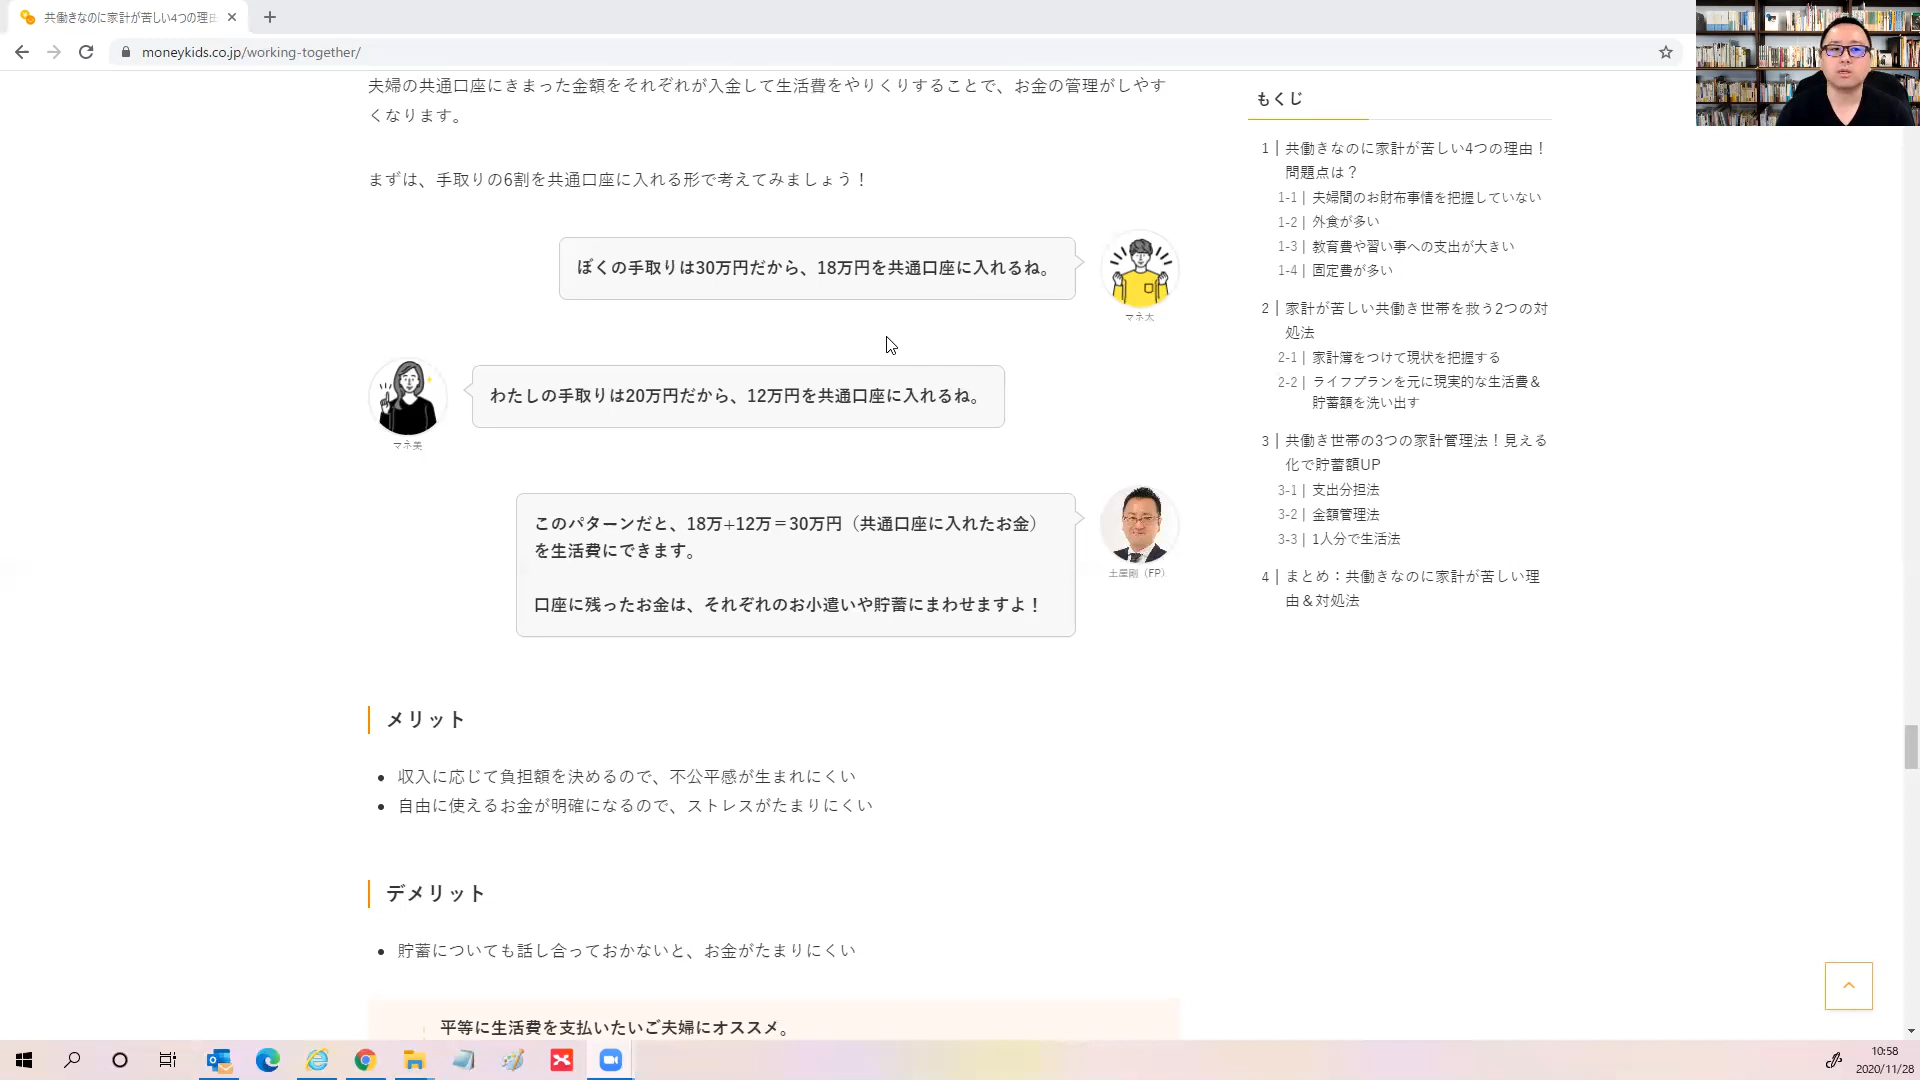 共働きなのに家計が苦しい4つの理由
moneykids.co.jp/working-together/
夫婦の共通口座にきまった金額をそれぞれが入金して生活費をやりくりすることで、お金の管理がしやす
くなります。
まずは、手取りの6割を共通口座に入れる形で考えてみましょう！
ぼくの手取りは30万円だから、18万円を共通口座に入れるね。
マネ太
わたしの手取りは20万円だから、12万円を共通口座に入れるね。
マネ美
このパターンだと、18万+12万＝30万円（共通口座に入れたお金）
を生活費にできます。
口座に残ったお金は、それぞれのお小遣いや貯蓄にまわせますよ！
土屋剛（FP）
メリット
収入に応じて負担額を決めるので、不公平感が生まれにくい
自由に使えるお金が明確になるので、ストレスがたまりにくい
デメリット
貯蓄についても話し合っておかないと、お金がたまりにくい
平等に生活費を支払いたいご夫婦にオススメ。
もくじ
1 共働きなのに家計が苦しい4つの理由！
問題点は？
1-1 夫婦間のお財布事情を把握していない
1-2 外食が多い
1-3 教育費や習い事への支出が大きい
1-4 固定費が多い
2 家計が苦しい共働き世帯を救う2つの対
処法
2-1 家計簿をつけて現状を把握する
2-2 ライフプランを元に現実的な生活費＆
貯蓄額を洗い出す
3 共働き世帯の3つの家計管理法！見える
化で貯蓄額UP
3-1 支出分担法
3-2 金額管理法
3-3 1人分で生活法
4 まとめ：共働きなのに家計が苦しい理
由＆対処法
10:58
2020/11/28